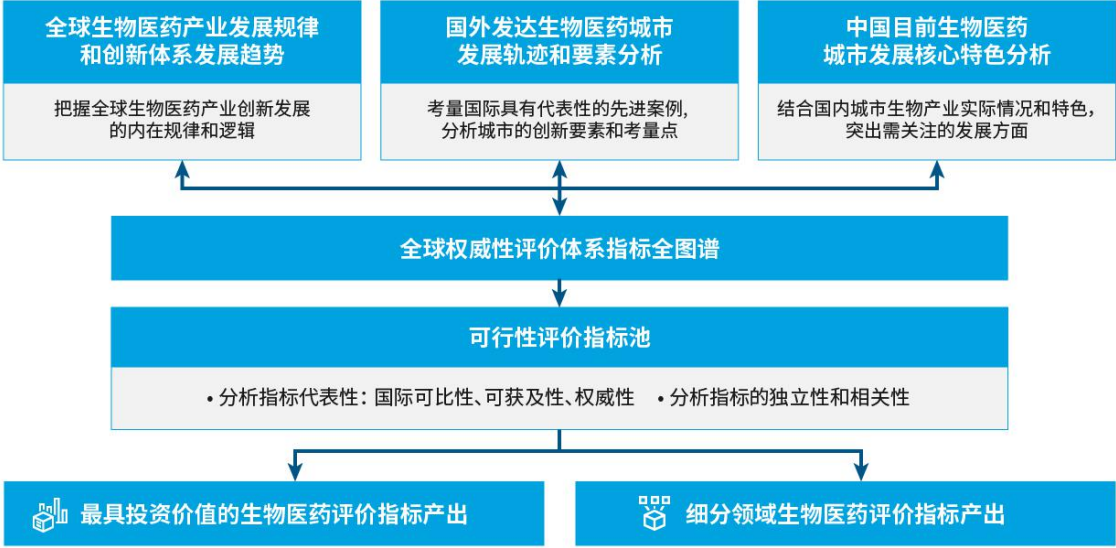 全球生物医药产业发展规律
和创新体系发展趋势
把握全球生物医药产业创新发展
的内在规律和逻辑
国外发达生物医药城市
发展轨迹和要素分析
考量国际具有代表性的先进案例,
分析城市的创新要素和考量点
中国目前生物医药
城市发展核心特色分析
结合国内城市生物产业实际情况和特色，
突出需关注的发展方面
全球权威性评价体系指标全图谱
可行性评价指标池
• 分析指标代表性：国际可比性、可获及性、权威性 • 分析指标的独立性和相关性
最具投资价值的生物医药评价指标产出
细分领域生物医药评价指标产出